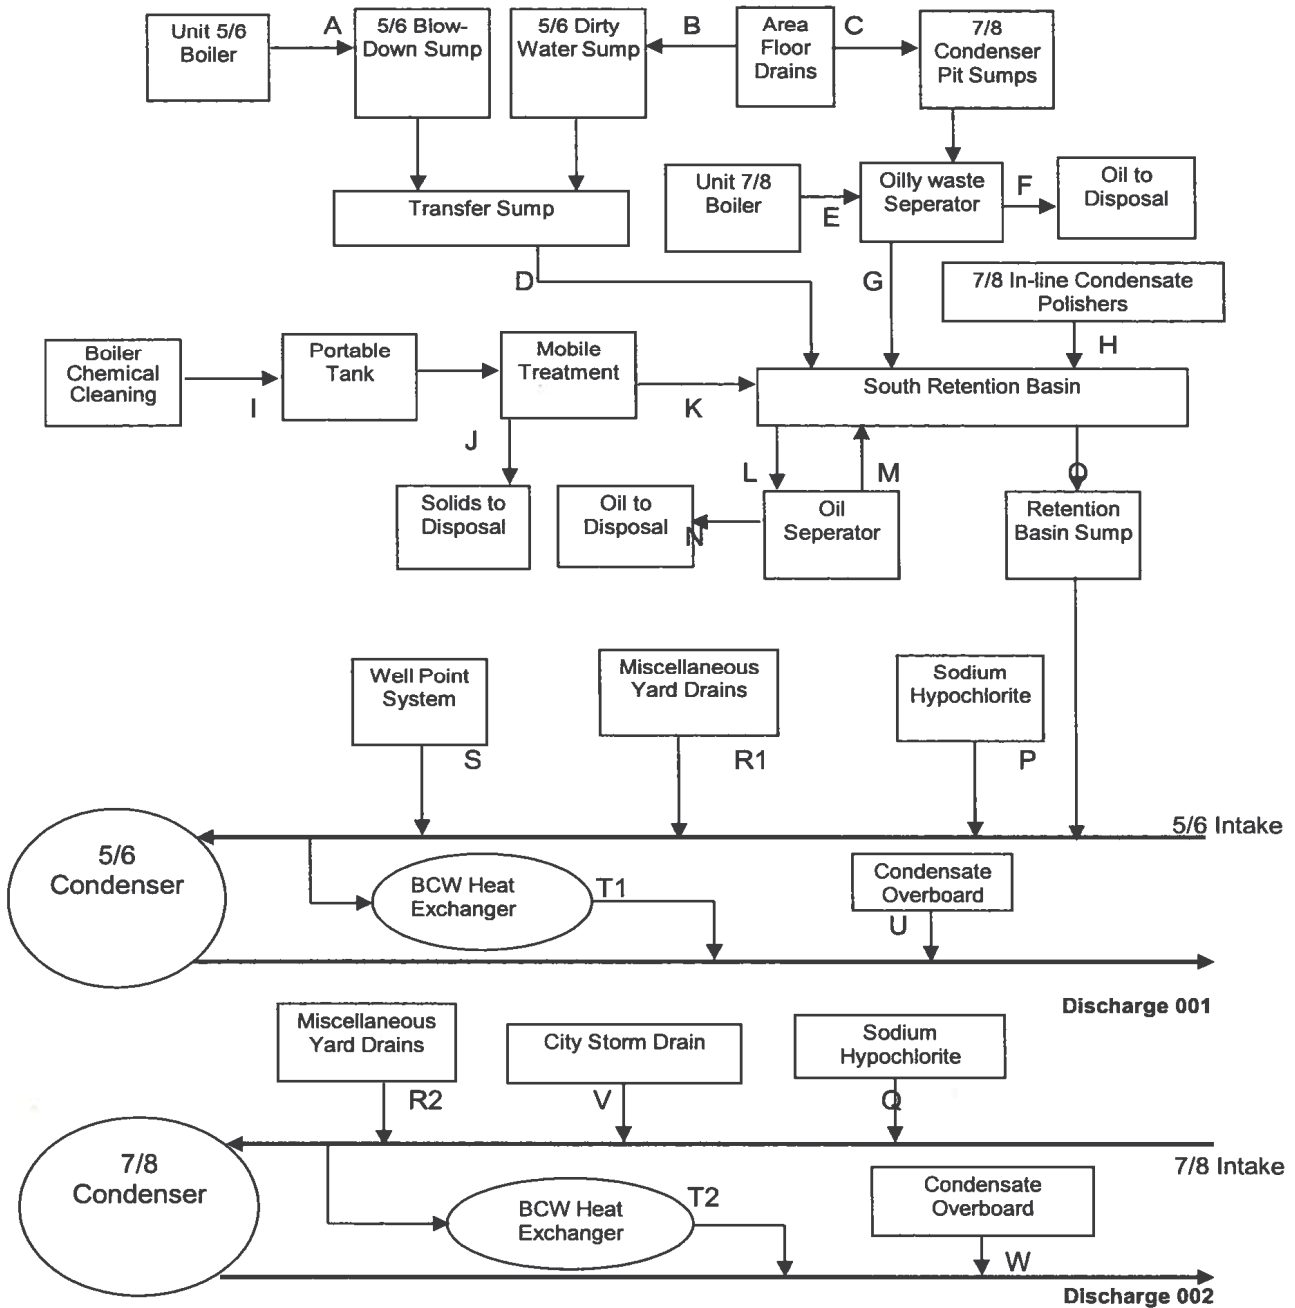 Unit 5/6
Boiler
A
5/6 Blow-
Down Sump
5/6 Dirty
Water Sump
B
Area
Floor
Drains
C
7/8
Condenser
Pit Sumps
Transfer Sump
Unit 7/8
Boiler
E
Oilly waste
Seperator
F
Oil to
Disposal
D
G
7/8 In-line Condensate
Polishers
H
Boiler
Chemical
Cleaning
I
Portable
Tank
Mobile
Treatment
K
South Retention Basin
J
L
M
O
Solids to
Disposal
Oil to
Disposal
N
Oil
Seperator
Retention
Basin Sump
Well Point
System
S
Miscellaneous
Yard Drains
R1
Sodium
Hypochlorite
P
5/6 Intake
5/6
Condenser
BCW Heat
Exchanger
T1
Condensate
Overboard
U
Discharge 001
Miscellaneous
Yard Drains
R2
City Storm Drain
V
Sodium
Hypochlorite
Q
7/8 Intake
7/8
Condenser
BCW Heat
Exchanger
T2
Condensate
Overboard
W
Discharge 002